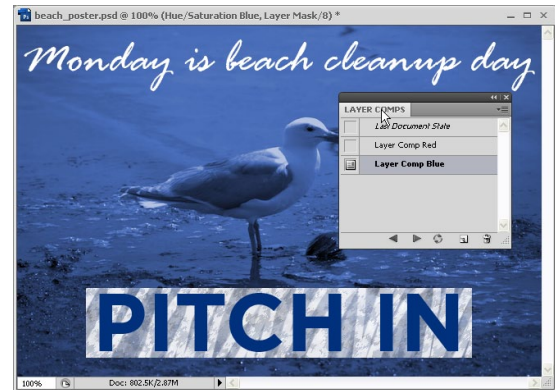 beach_poster.psd @ 100% (Hue/Saturation Blue, Layer Mask/8) *
Monday is beach cleanup day
LAYER COMPS
Last Document State
Layer Comp Red
Layer Comp Blue
PITCH IN
100%
Doc: 802.5K/2.87M